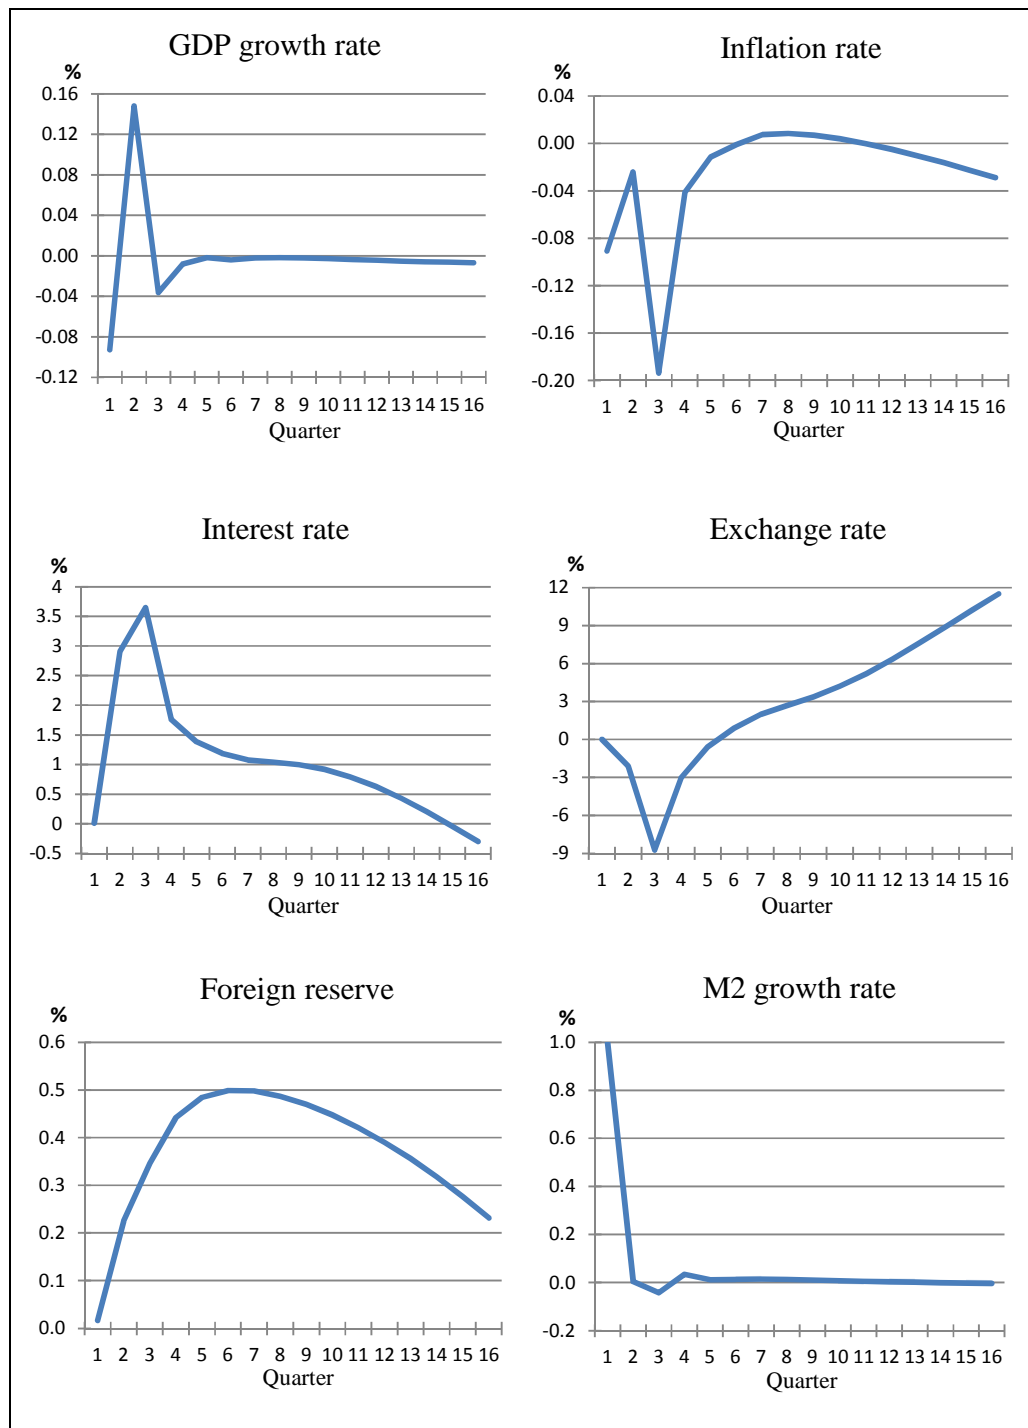 GDP growth rate
%
0.16
0.12
0.08
0.04
0.00
-0.04
-0.08
-0.12
1 2 3 4 5 6 7 8 9 10 11 12 13 14 15 16
Quarter
Inflation rate
%
0.04
0.00
-0.04
-0.08
-0.12
-0.16
-0.20
1 2 3 4 5 6 7 8 9 10 11 12 13 14 15 16
Quarter
Interest rate
%
4
3.5
3
2.5
2
1.5
1
0.5
0
-0.5
1 2 3 4 5 6 7 8 9 10 11 12 13 14 15 16
Quarter
Exchange rate
%
12
9
6
3
0
-3
-6
-9
1 2 3 4 5 6 7 8 9 10 11 12 13 14 15 16
Ouarter
Foreign reserve
%
0.6
0.5
0.4
0.3
0.2
0.1
0.0
1 2 3 4 5 6 7 8 9 10 11 12 13 14 15 16
Quarter
M2 growth rate
%
1.0
0.8
0.6
0.4
0.2
0.0
-0.2
1 2 3 4 5 6 7 8 9 10 11 12 13 14 15 16
Quarter